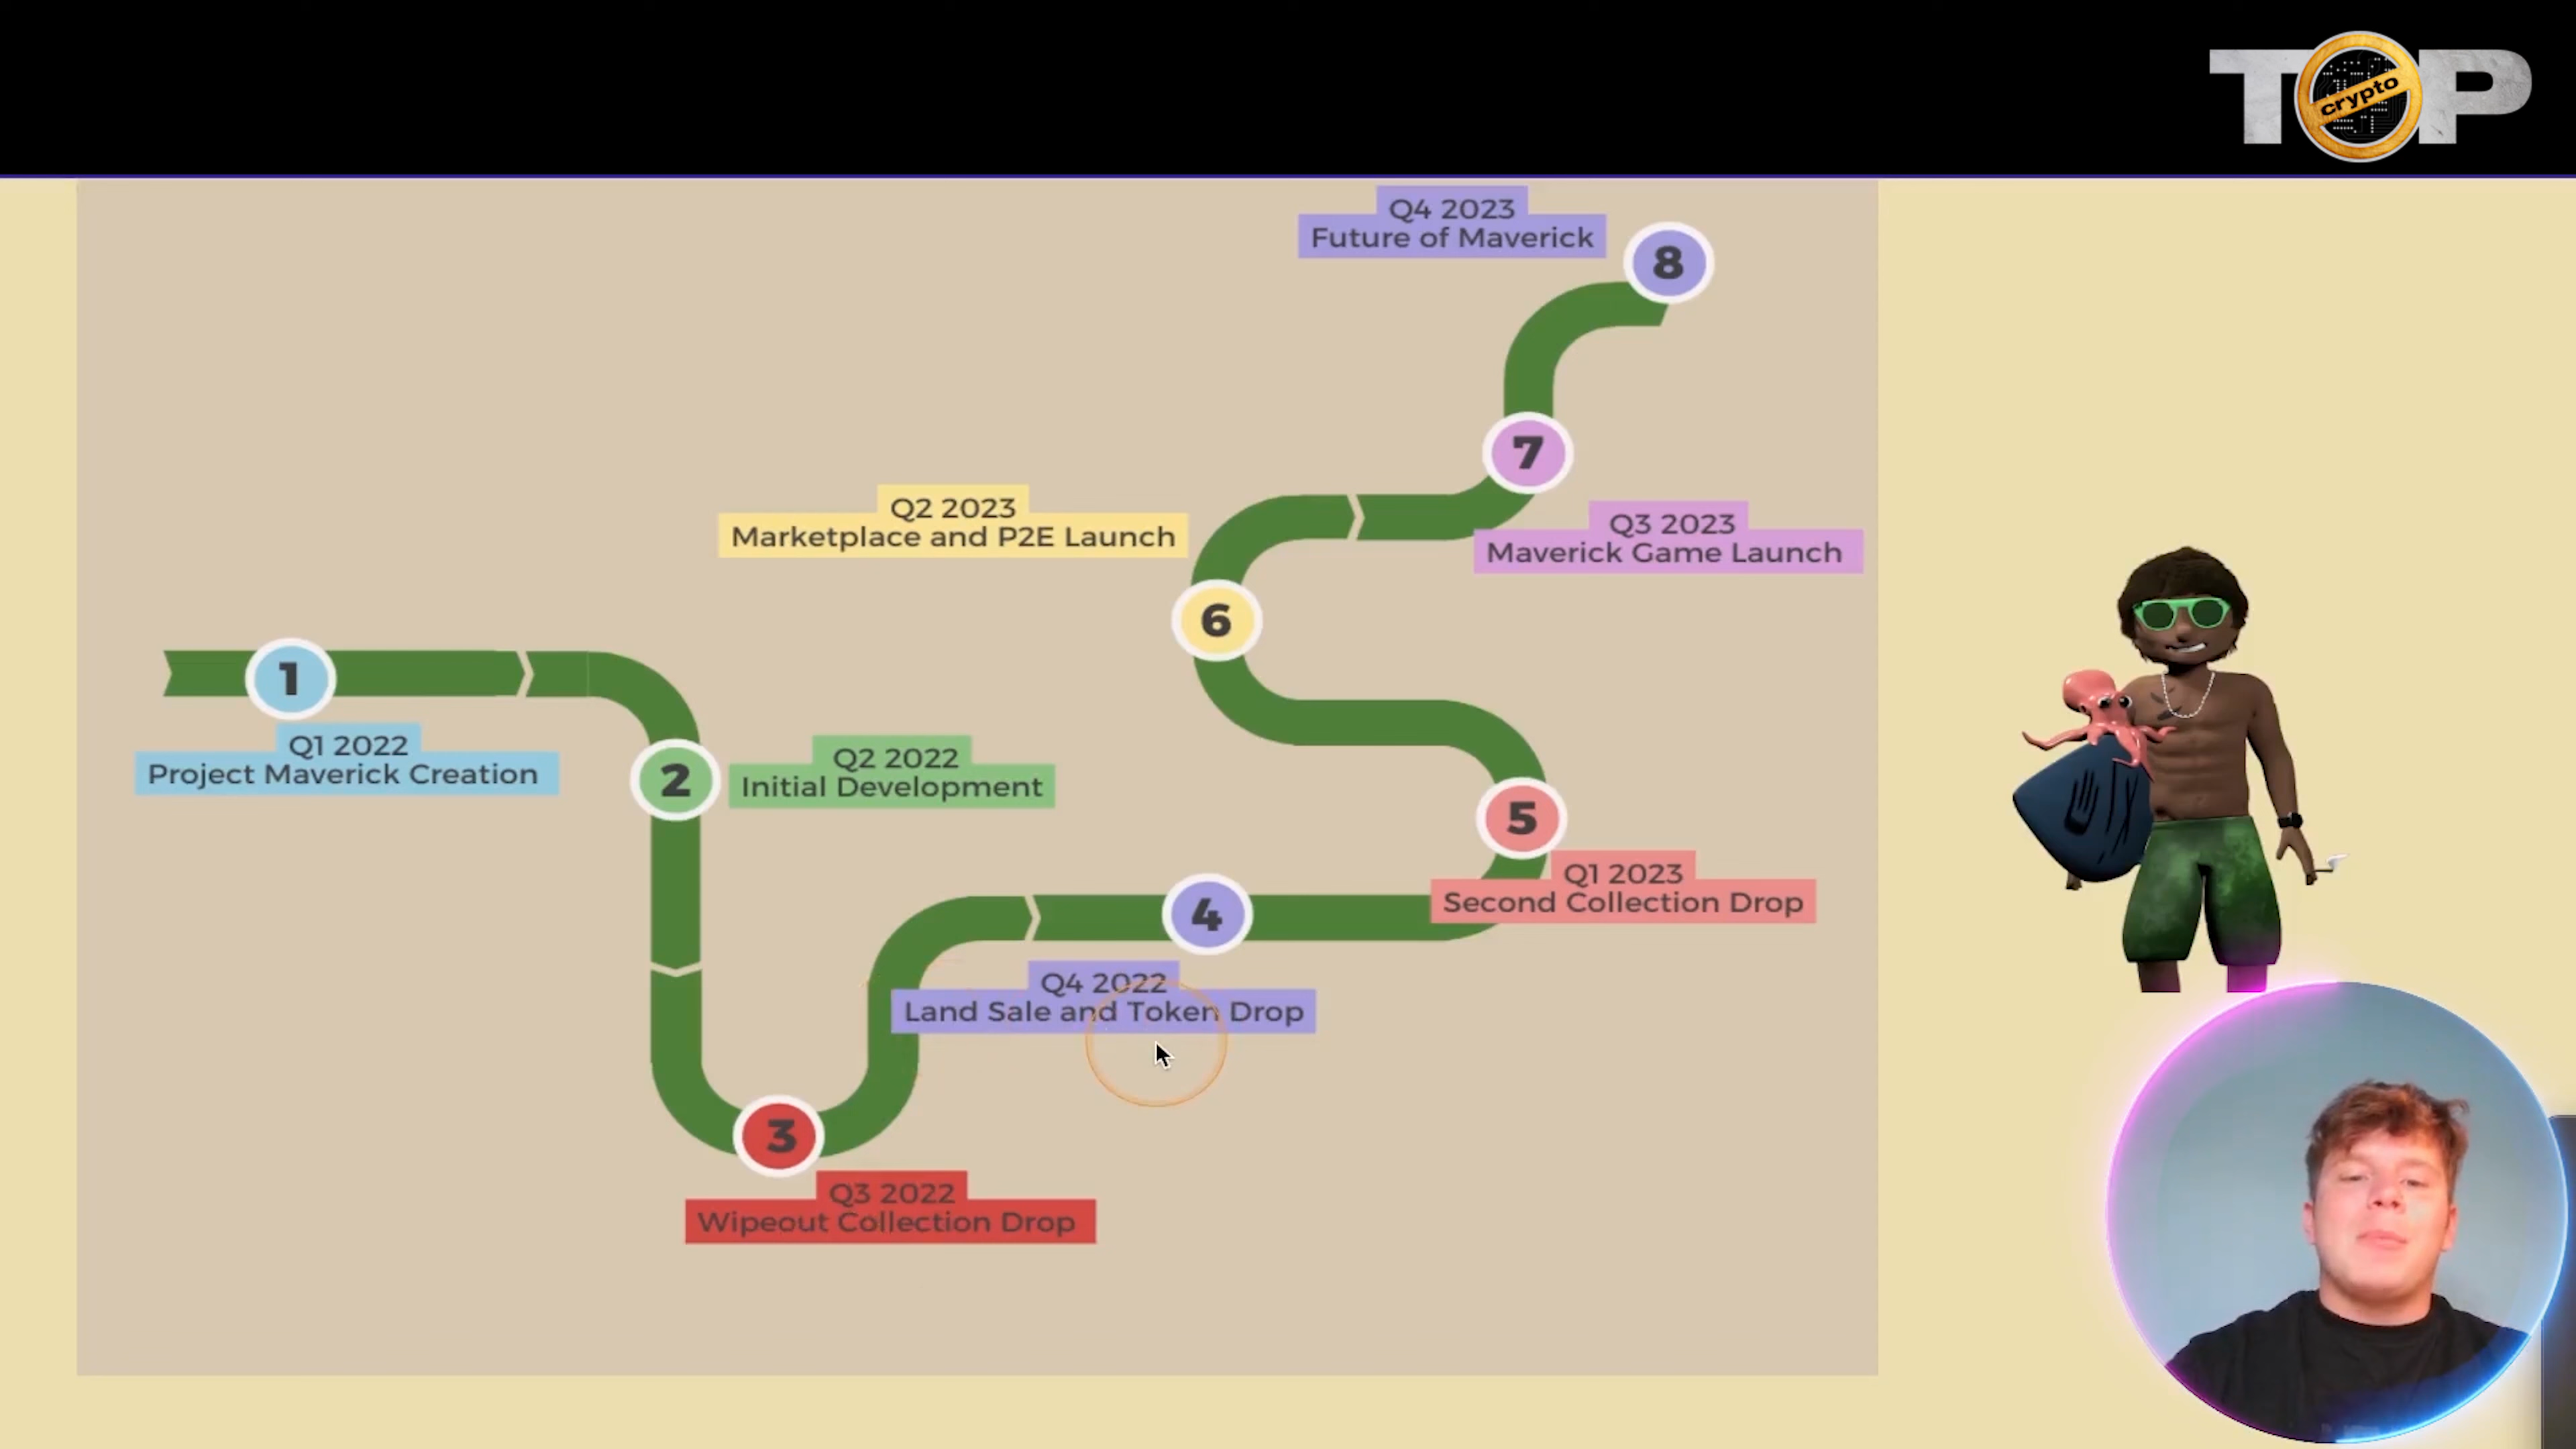 TOP
crypto
Q4 2023
Future of Maverick
8
7
Q2 2023
Marketplace and P2E Launch
Q3 2023
Maverick Game Launch
6
1
Q1 2022
Project Maverick Creation
2
Q2 2022
Initial Development
5
Q1 2023
Second Collection Drop
4
Q4 2022
Land Sale and Token Drop
3
Q3 2022
Wipeout Collection Drop